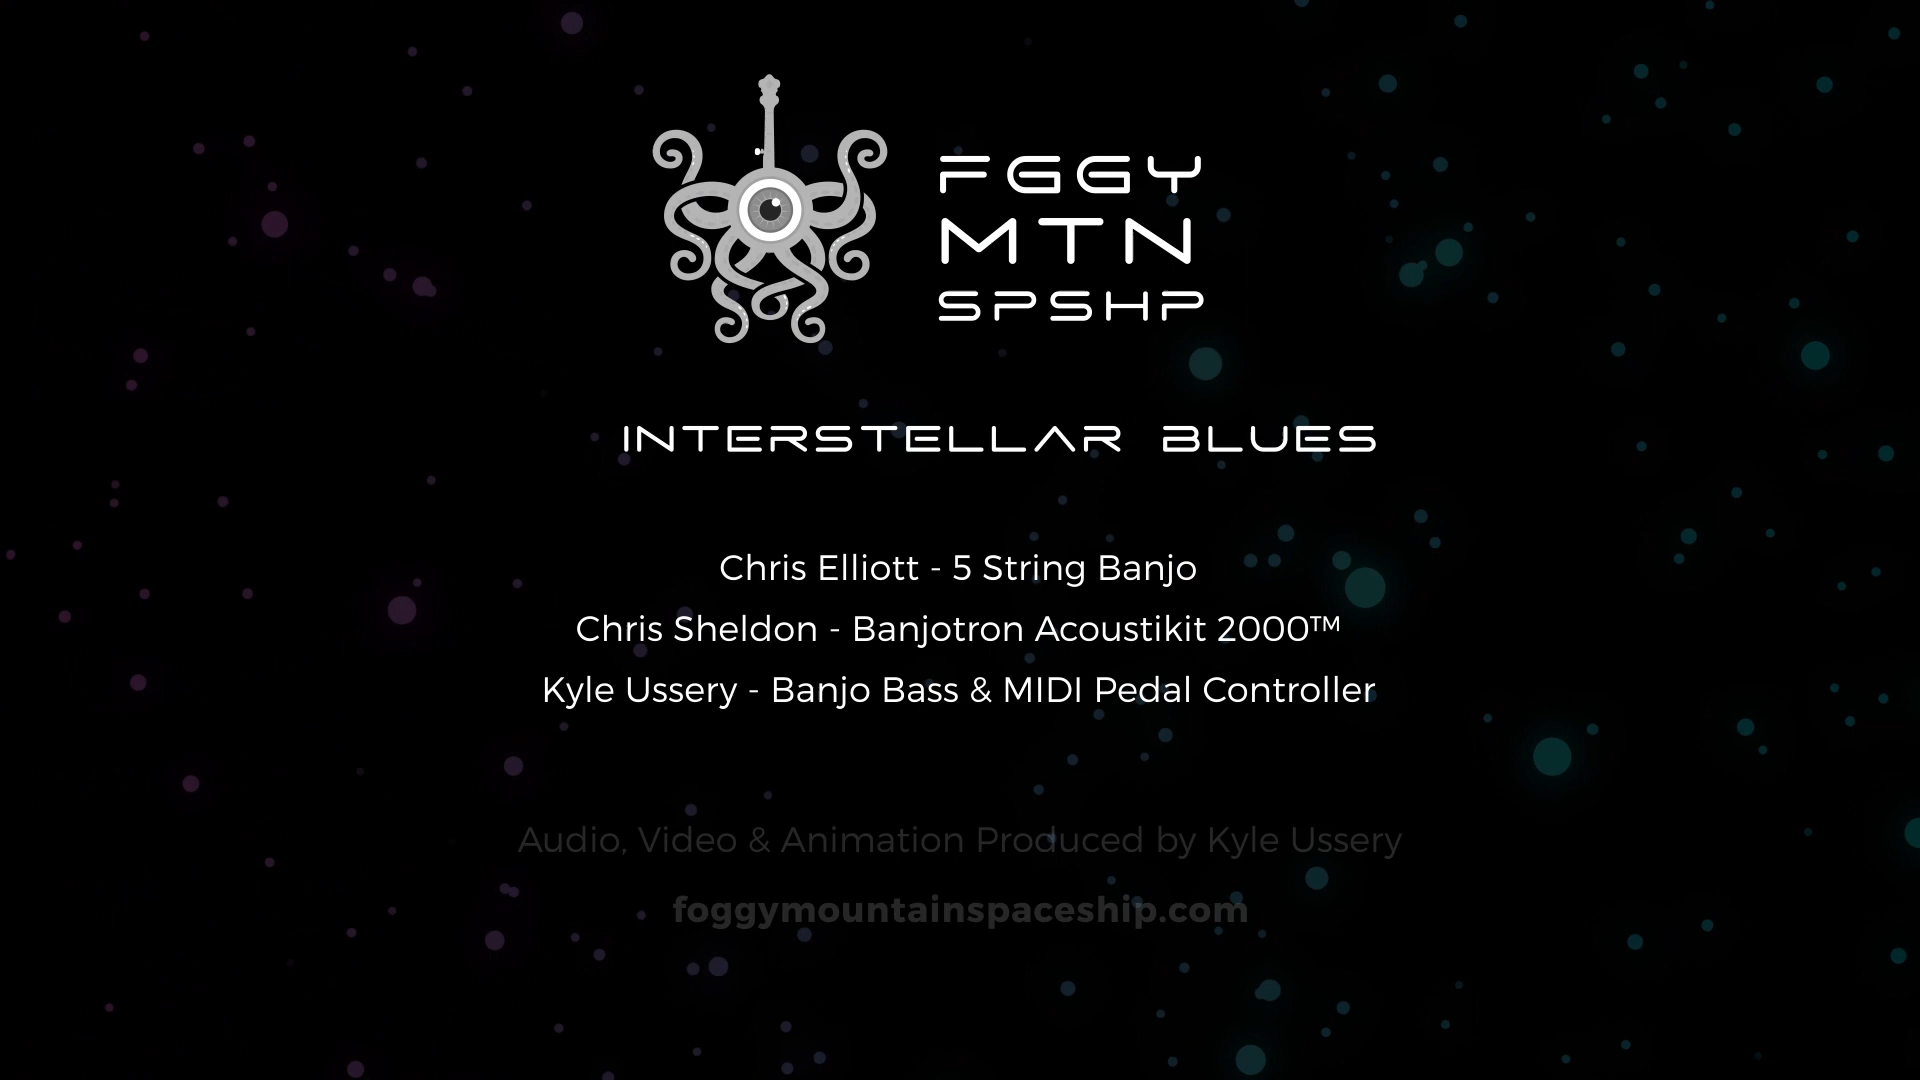 FGGY
MTN
SPSHP
INTERSTELLAR BLUES
Chris Elliott - 5 String Banjo
Chris Sheldon - Banjotron Acoustikit 2000™
Kyle Ussery - Banjo Bass & MIDI Pedal Controller
Audio, Video & Animation Produced by Kyle Ussery
foggymountainspaceship.com